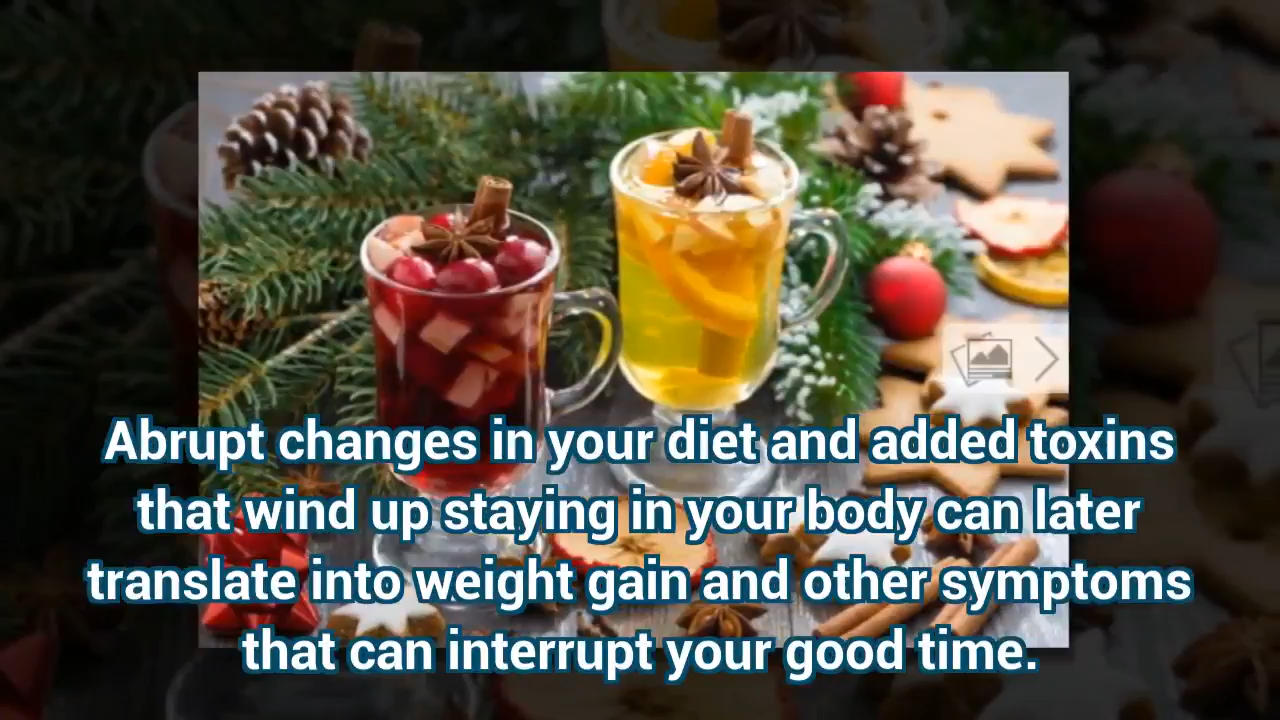 Abrupt changes in your diet and added toxins
that wind up staying in your body can later
translate into weight gain and other symptoms
that can interrupt your good time.